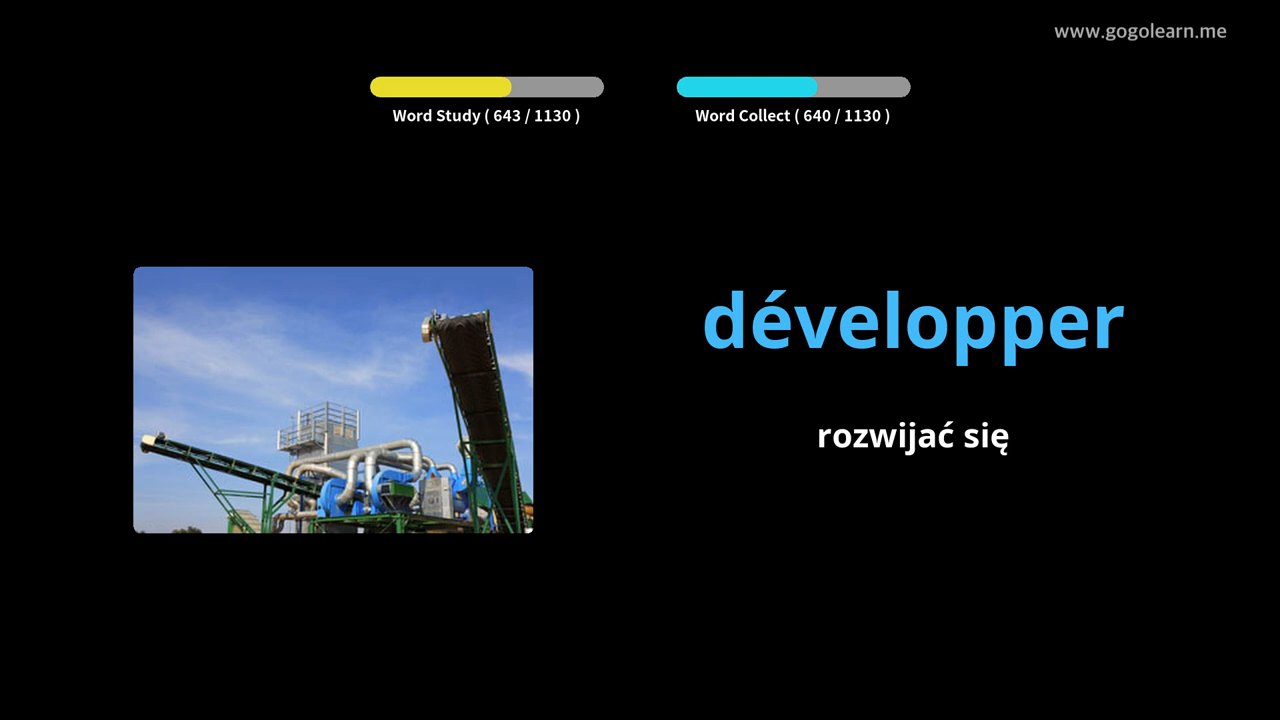 www.gogolearn.me
Word Study ( 643 / 1130 )
Word Collect ( 640 / 1130 )
développer
rozwijać się